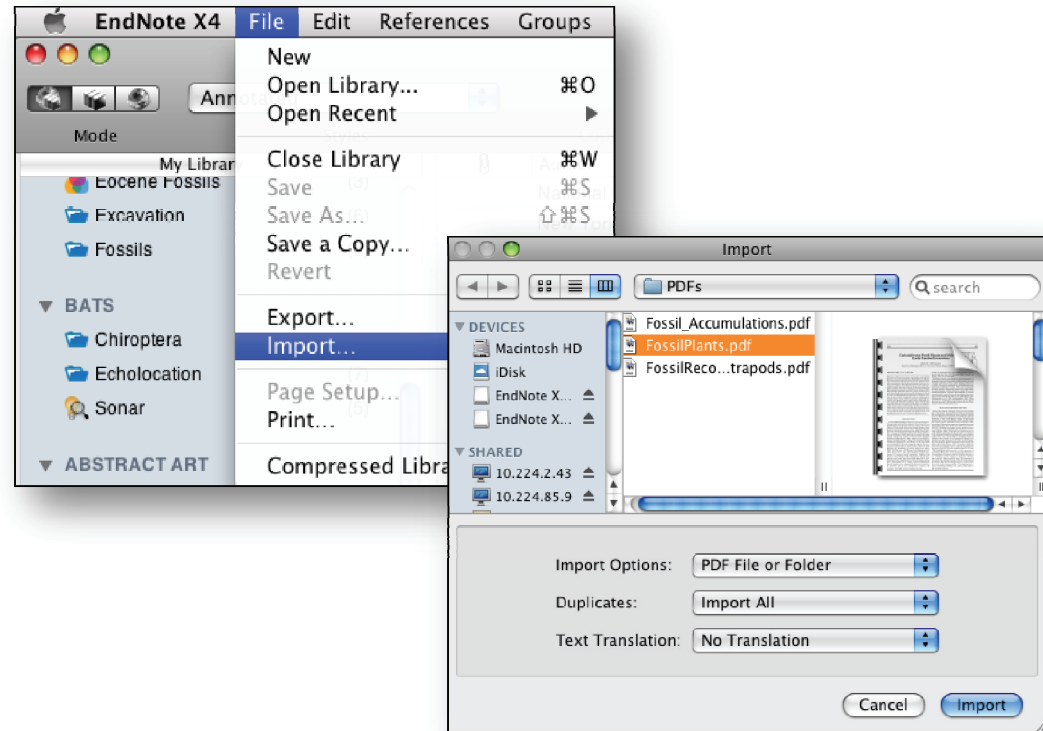 EndNote X4 File Edit References Groups
New
Open Library... ⌘O
Open Recent
Mode
My Librar
Close Library ⌘W
Eocene Fossils
Save ⌘S
Excavation
Save As... ⇧⌘S
Save a Copy...
Fossils
Revert
BATS
Export...
Chiroptera
Import...
Echolocation
Page Setup...
Sonar
Print...
ABSTRACT ART
Compressed Libra
Import
PDFs
search
DEVICES
Macintosh HD
iDisk
EndNote X...
EndNote X...
SHARED
10.224.2.43
10.224.85.9
Fossil_Accumulations.pdf
FossilPlants.pdf
FossilReco...trapods.pdf
Import Options: PDF File or Folder
Duplicates: Import All
Text Translation: No Translation
Cancel Import